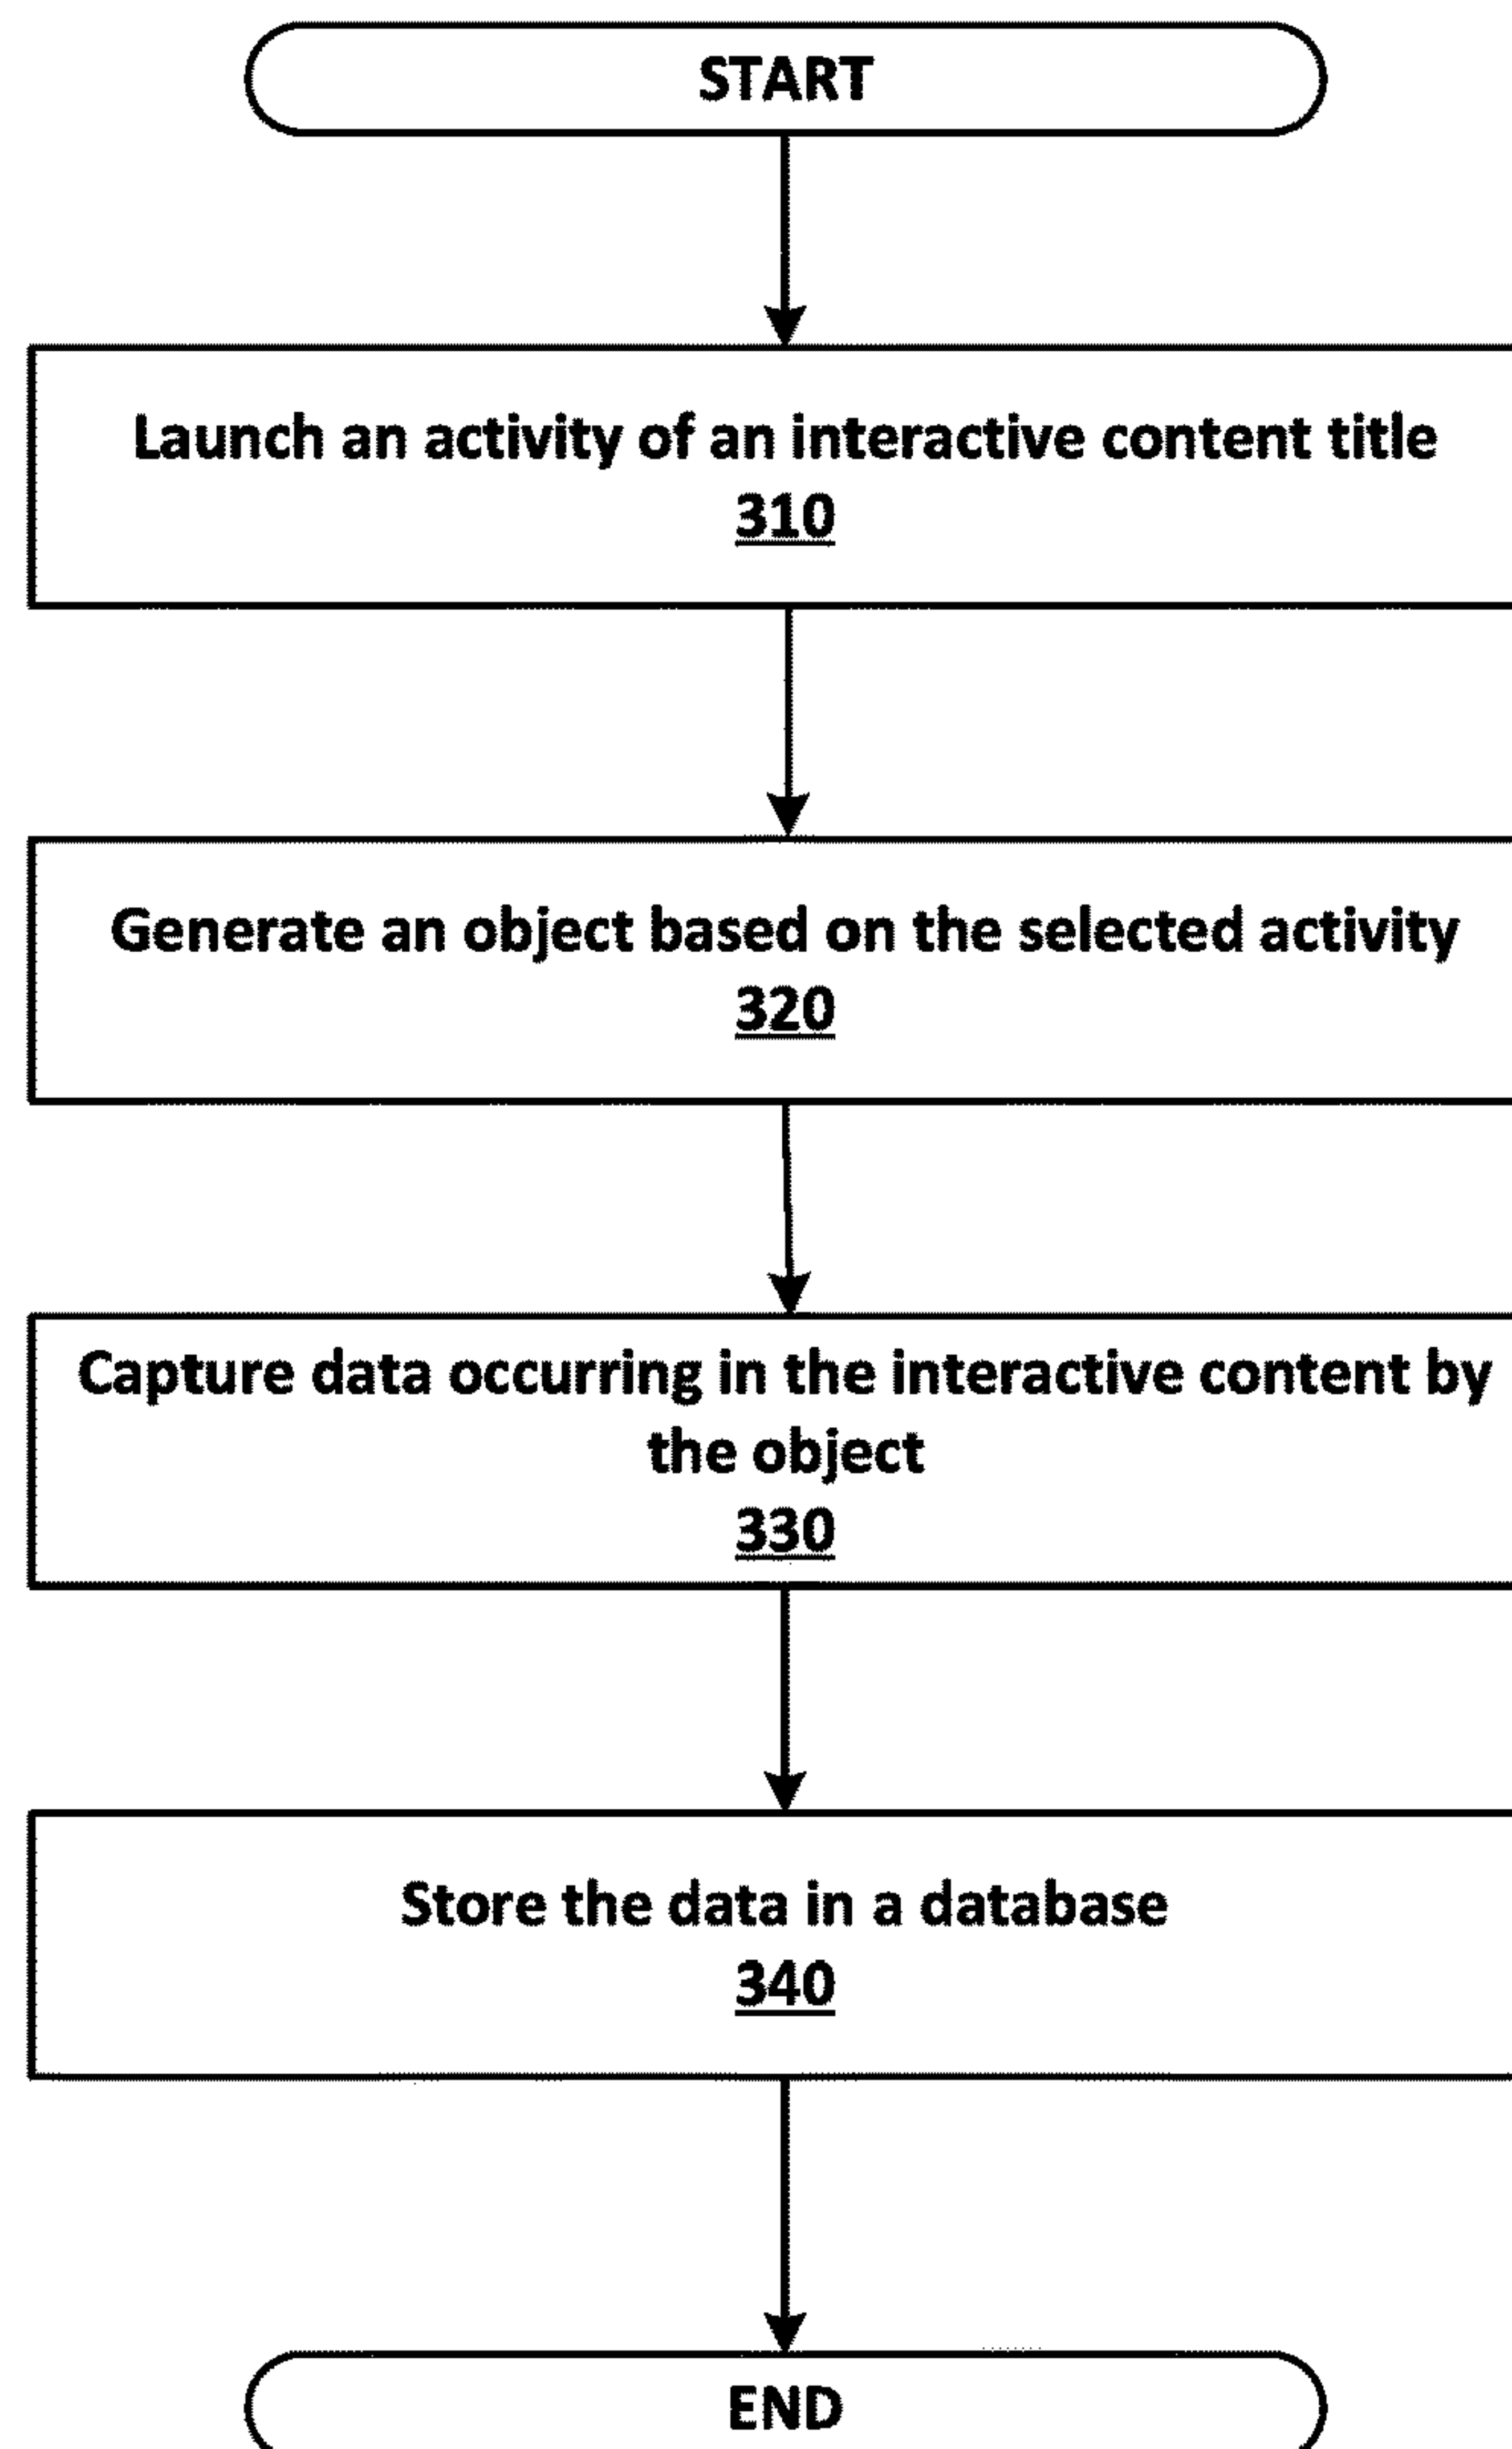 START
Launch an activity of an interactive content title
310
Generate an object based on the selected activity
320
Capture data occurring in the interactive content by
the object
330
Store the data in a database
340
END